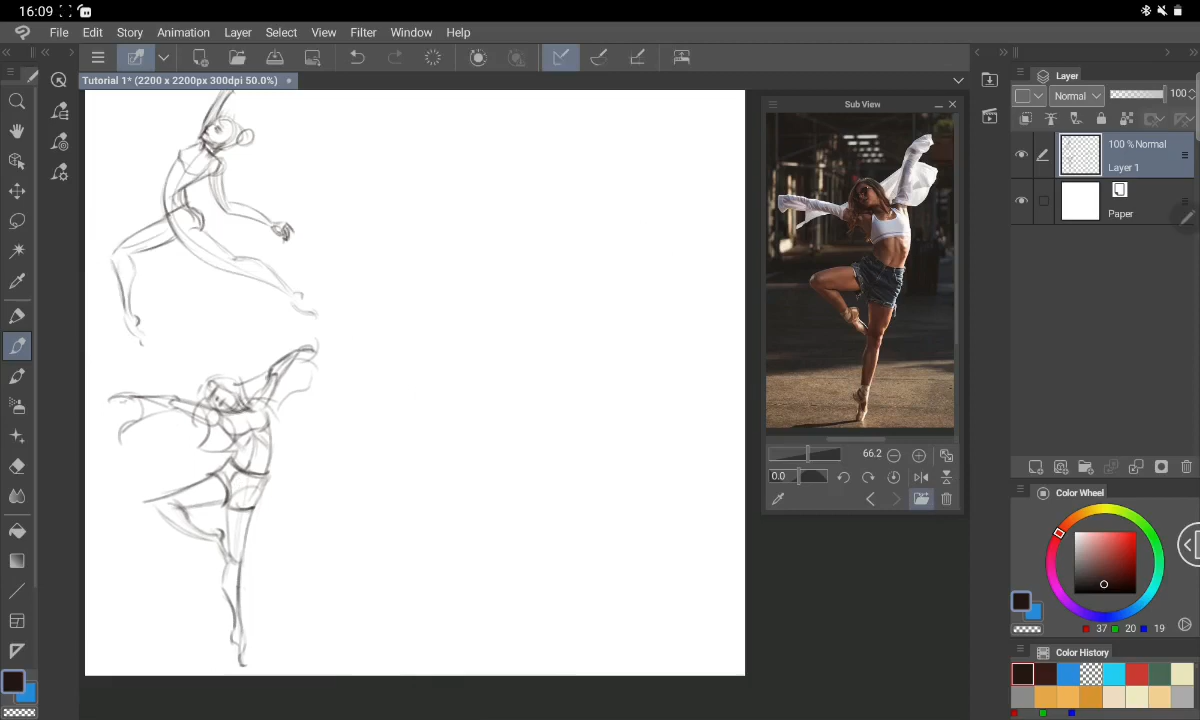 16:09
File Edit Story Animation Layer Select View Filter Window Help
Tutorial 1* (2200 x 2200px 300dpi 50.0%)
Sub View
66.2
0.0
Layer
Normal 100
100 % Normal
Layer 1
Paper
Color Wheel
37 20 19
Color History